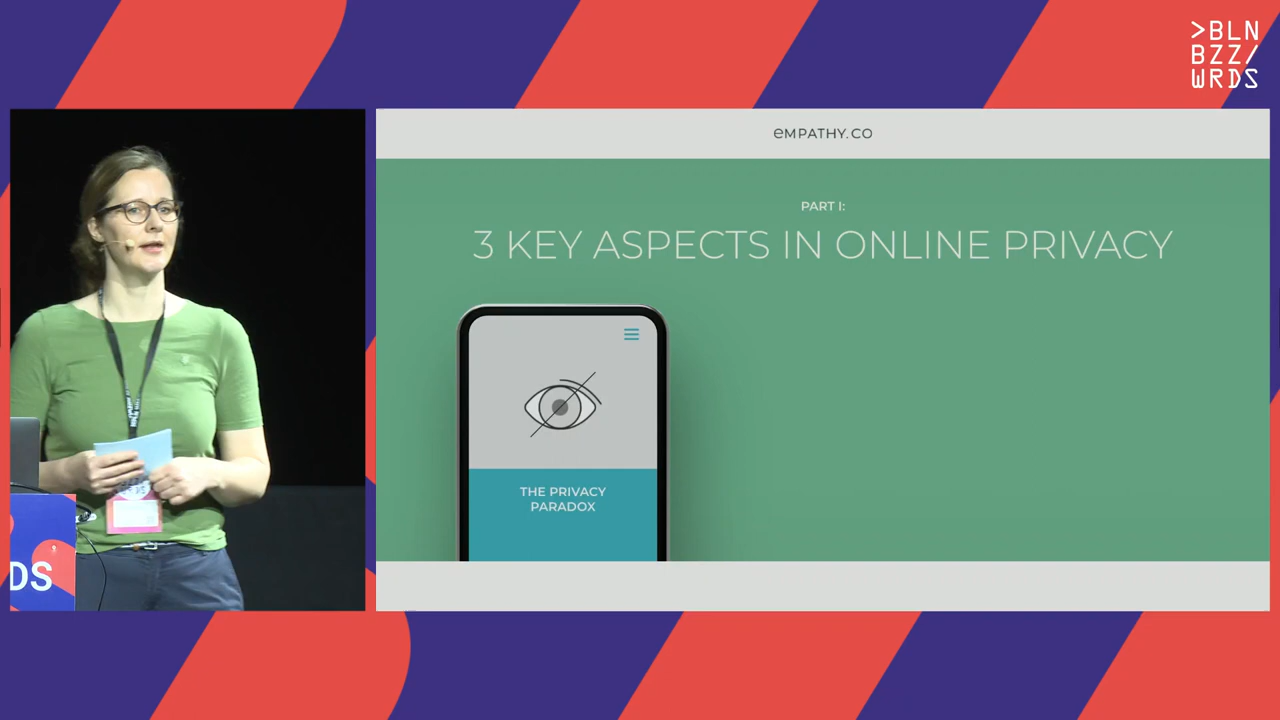 >BLN
BZZ/
WRDS
eMPATHY.CO
PART I:
3 KEY ASPECTS IN ONLINE PRIVACY
THE PRIVACY
PARADOX
DS